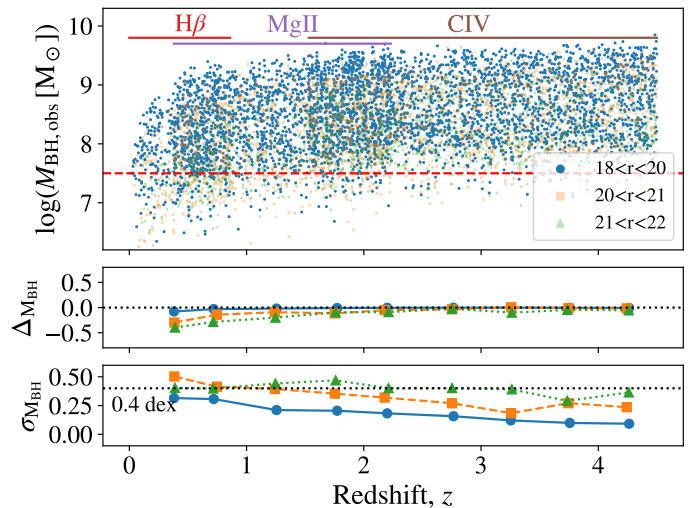 Hβ MgII CIV
log(M_BH,obs [M_⊙])
10
9
8
7
18<r<20
20<r<21
21<r<22
Δ_M_BH
0.5
0.0
−0.5
σ_M_BH
0.50
0.25
0.00
0.4 dex
0 1 2 3 4
Redshift, z